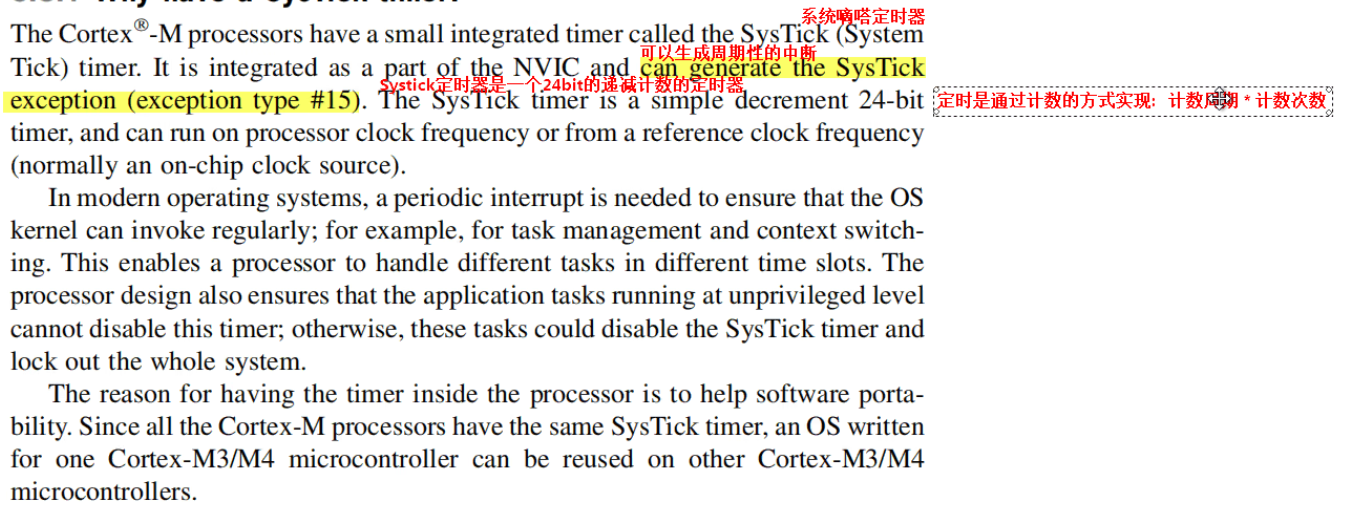 Why have a SysTick timer?
系统嘀嗒定时器
The Cortex®-M processors have a small integrated timer called the SysTick (System
可以生成周期性的中断
Tick) timer. It is integrated as a part of the NVIC and can generate the SysTick
Systick定时器是一个24bit的递减计数的定时器
exception (exception type #15). The SysTick timer is a simple decrement 24-bit
定时是通过计数的方式实现：计数周期 * 计数次数
timer, and can run on processor clock frequency or from a reference clock frequency
(normally an on-chip clock source).
In modern operating systems, a periodic interrupt is needed to ensure that the OS
kernel can invoke regularly; for example, for task management and context switch-
ing. This enables a processor to handle different tasks in different time slots. The
processor design also ensures that the application tasks running at unprivileged level
cannot disable this timer; otherwise, these tasks could disable the SysTick timer and
lock out the whole system.
The reason for having the timer inside the processor is to help software porta-
bility. Since all the Cortex-M processors have the same SysTick timer, an OS written
for one Cortex-M3/M4 microcontroller can be reused on other Cortex-M3/M4
microcontrollers.